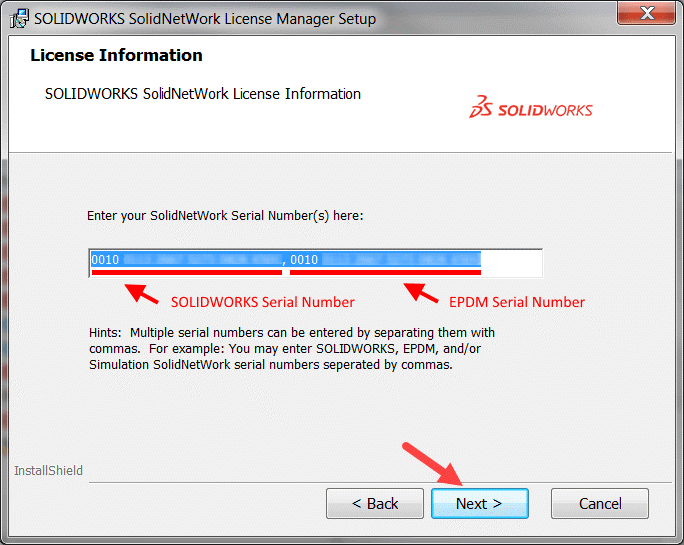 SOLIDWORKS SolidNetWork License Manager Setup
License Information
SOLIDWORKS SolidNetWork License Information
SOLIDWORKS
Enter your SolidNetWork Serial Number(s) here:
0010 , 0010
SOLIDWORKS Serial Number EPDM Serial Number
Hints: Multiple serial numbers can be entered by separating them with
commas. For example: You may enter SOLIDWORKS, EPDM, and/or
Simulation SolidNetWork serial numbers seperated by commas.
InstallShield
< Back Next > Cancel